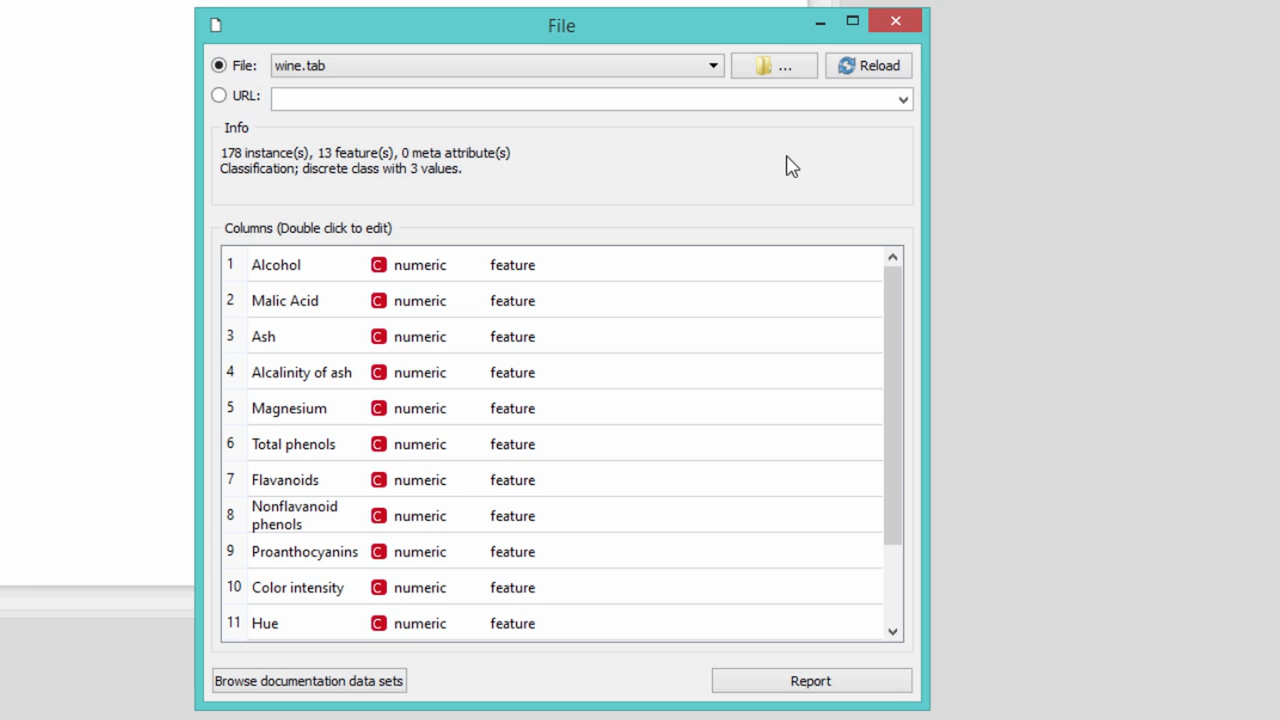 File
File: wine.tab ... Reload
URL:
Info
178 instance(s), 13 feature(s), 0 meta attribute(s)
Classification; discrete class with 3 values.
Columns (Double click to edit)
1 Alcohol C numeric feature
2 Malic Acid C numeric feature
3 Ash C numeric feature
4 Alcalinity of ash C numeric feature
5 Magnesium C numeric feature
6 Total phenols C numeric feature
7 Flavanoids C numeric feature
8 Nonflavanoid
phenols C numeric feature
9 Proanthocyanins C numeric feature
10 Color intensity C numeric feature
11 Hue C numeric feature
Browse documentation data sets Report